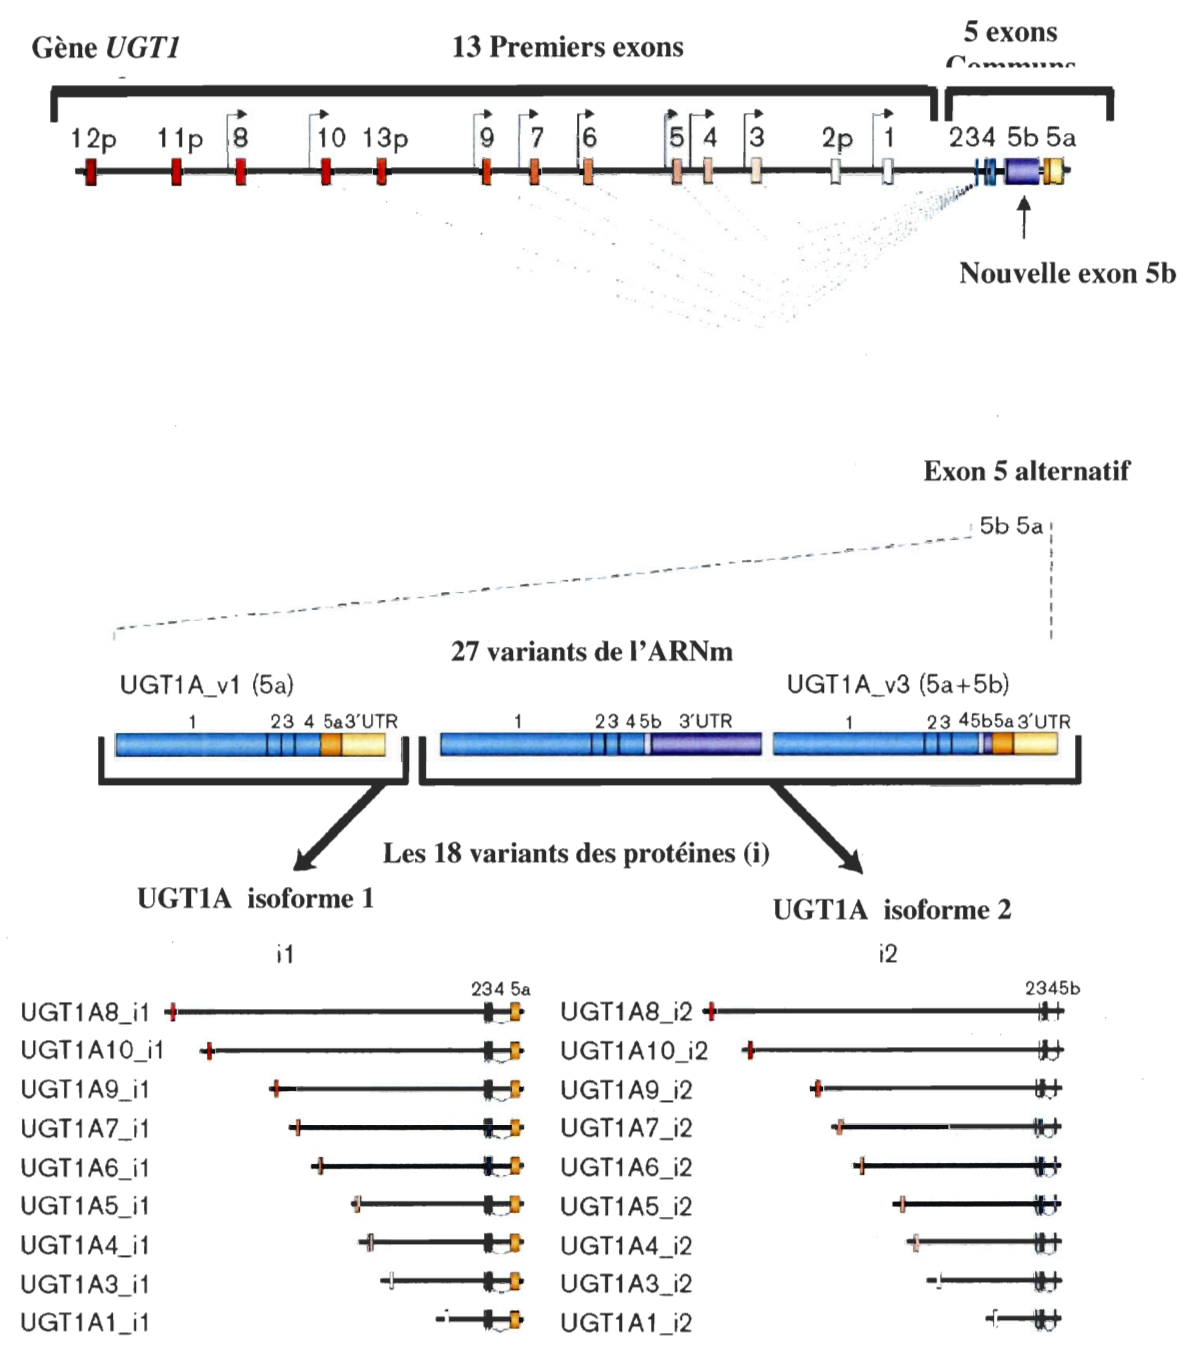 Gène UGT1
13 Premiers exons
5 exons
Communs
12p 11p 8 10 13p 9 7 6 5 4 3 2p 1 234 5b 5a
Nouvelle exon 5b
Exon 5 alternatif
5b 5a
27 variants de l'ARNm
UGT1A_v1 (5a)
UGT1A_v3 (5a+5b)
1 23 4 5a 3'UTR
1 23 4 5b 3'UTR
1 23 4 5b 5a 3'UTR
Les 18 variants des protéines (i)
UGT1A isoforme 1
UGT1A isoforme 2
i1
i2
234 5a
2345b
UGT1A8_i1
UGT1A8_i2
UGT1A10_i1
UGT1A10_i2
UGT1A9_i1
UGT1A9_i2
UGT1A7_i1
UGT1A7_i2
UGT1A6_i1
UGT1A6_i2
UGT1A5_i1
UGT1A5_i2
UGT1A4_i1
UGT1A4_i2
UGT1A3_i1
UGT1A3_i2
UGT1A1_i1
UGT1A1_i2